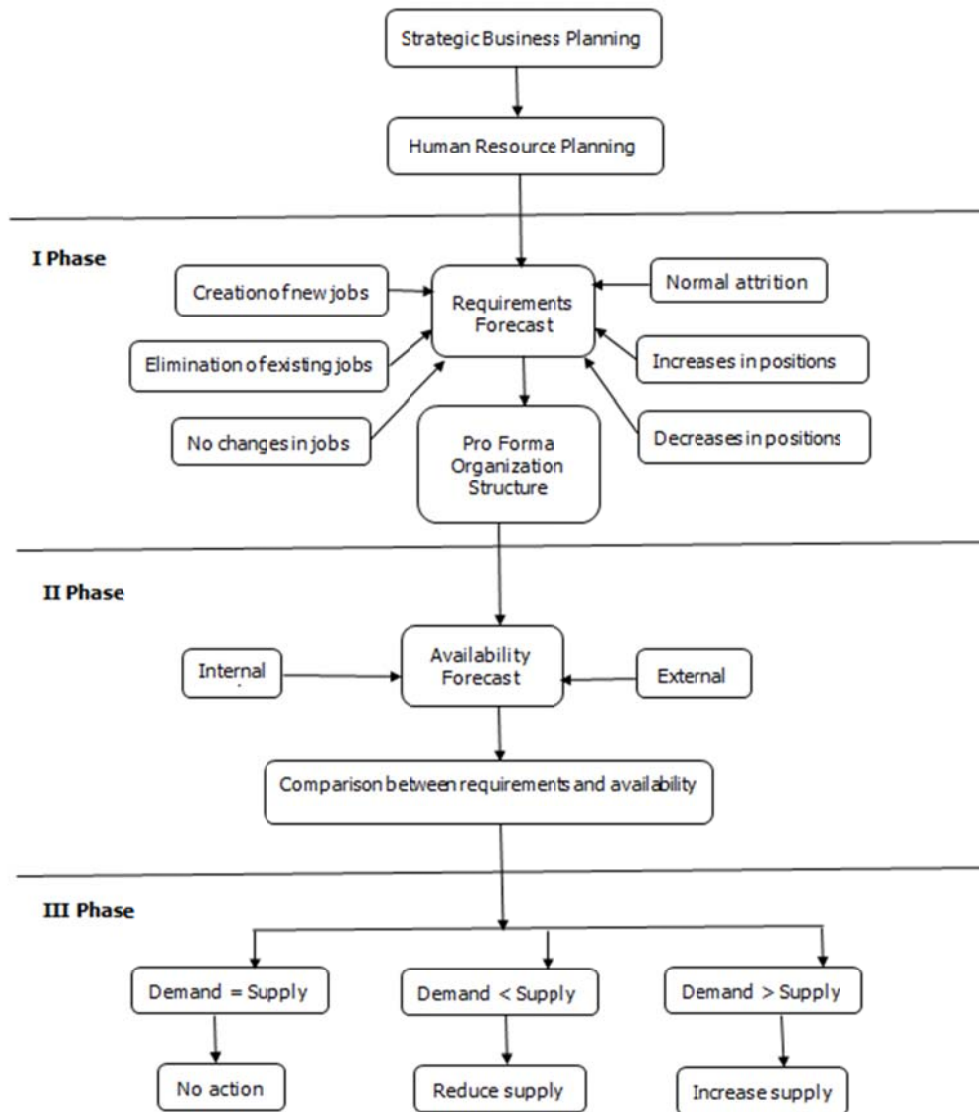 Strategic Business Planning
Human Resource Planning
I Phase
Creation of new jobs
Requirements
Forecast
Normal attrition
Elimination of existing jobs
Increases in positions
No changes in jobs
Pro Forma
Organization
Structure
Decreases in positions
II Phase
Internal
Availability
Forecast
External
Comparison between requirements and availability
III Phase
Demand = Supply
Demand < Supply
Demand > Supply
No action
Reduce supply
Increase supply